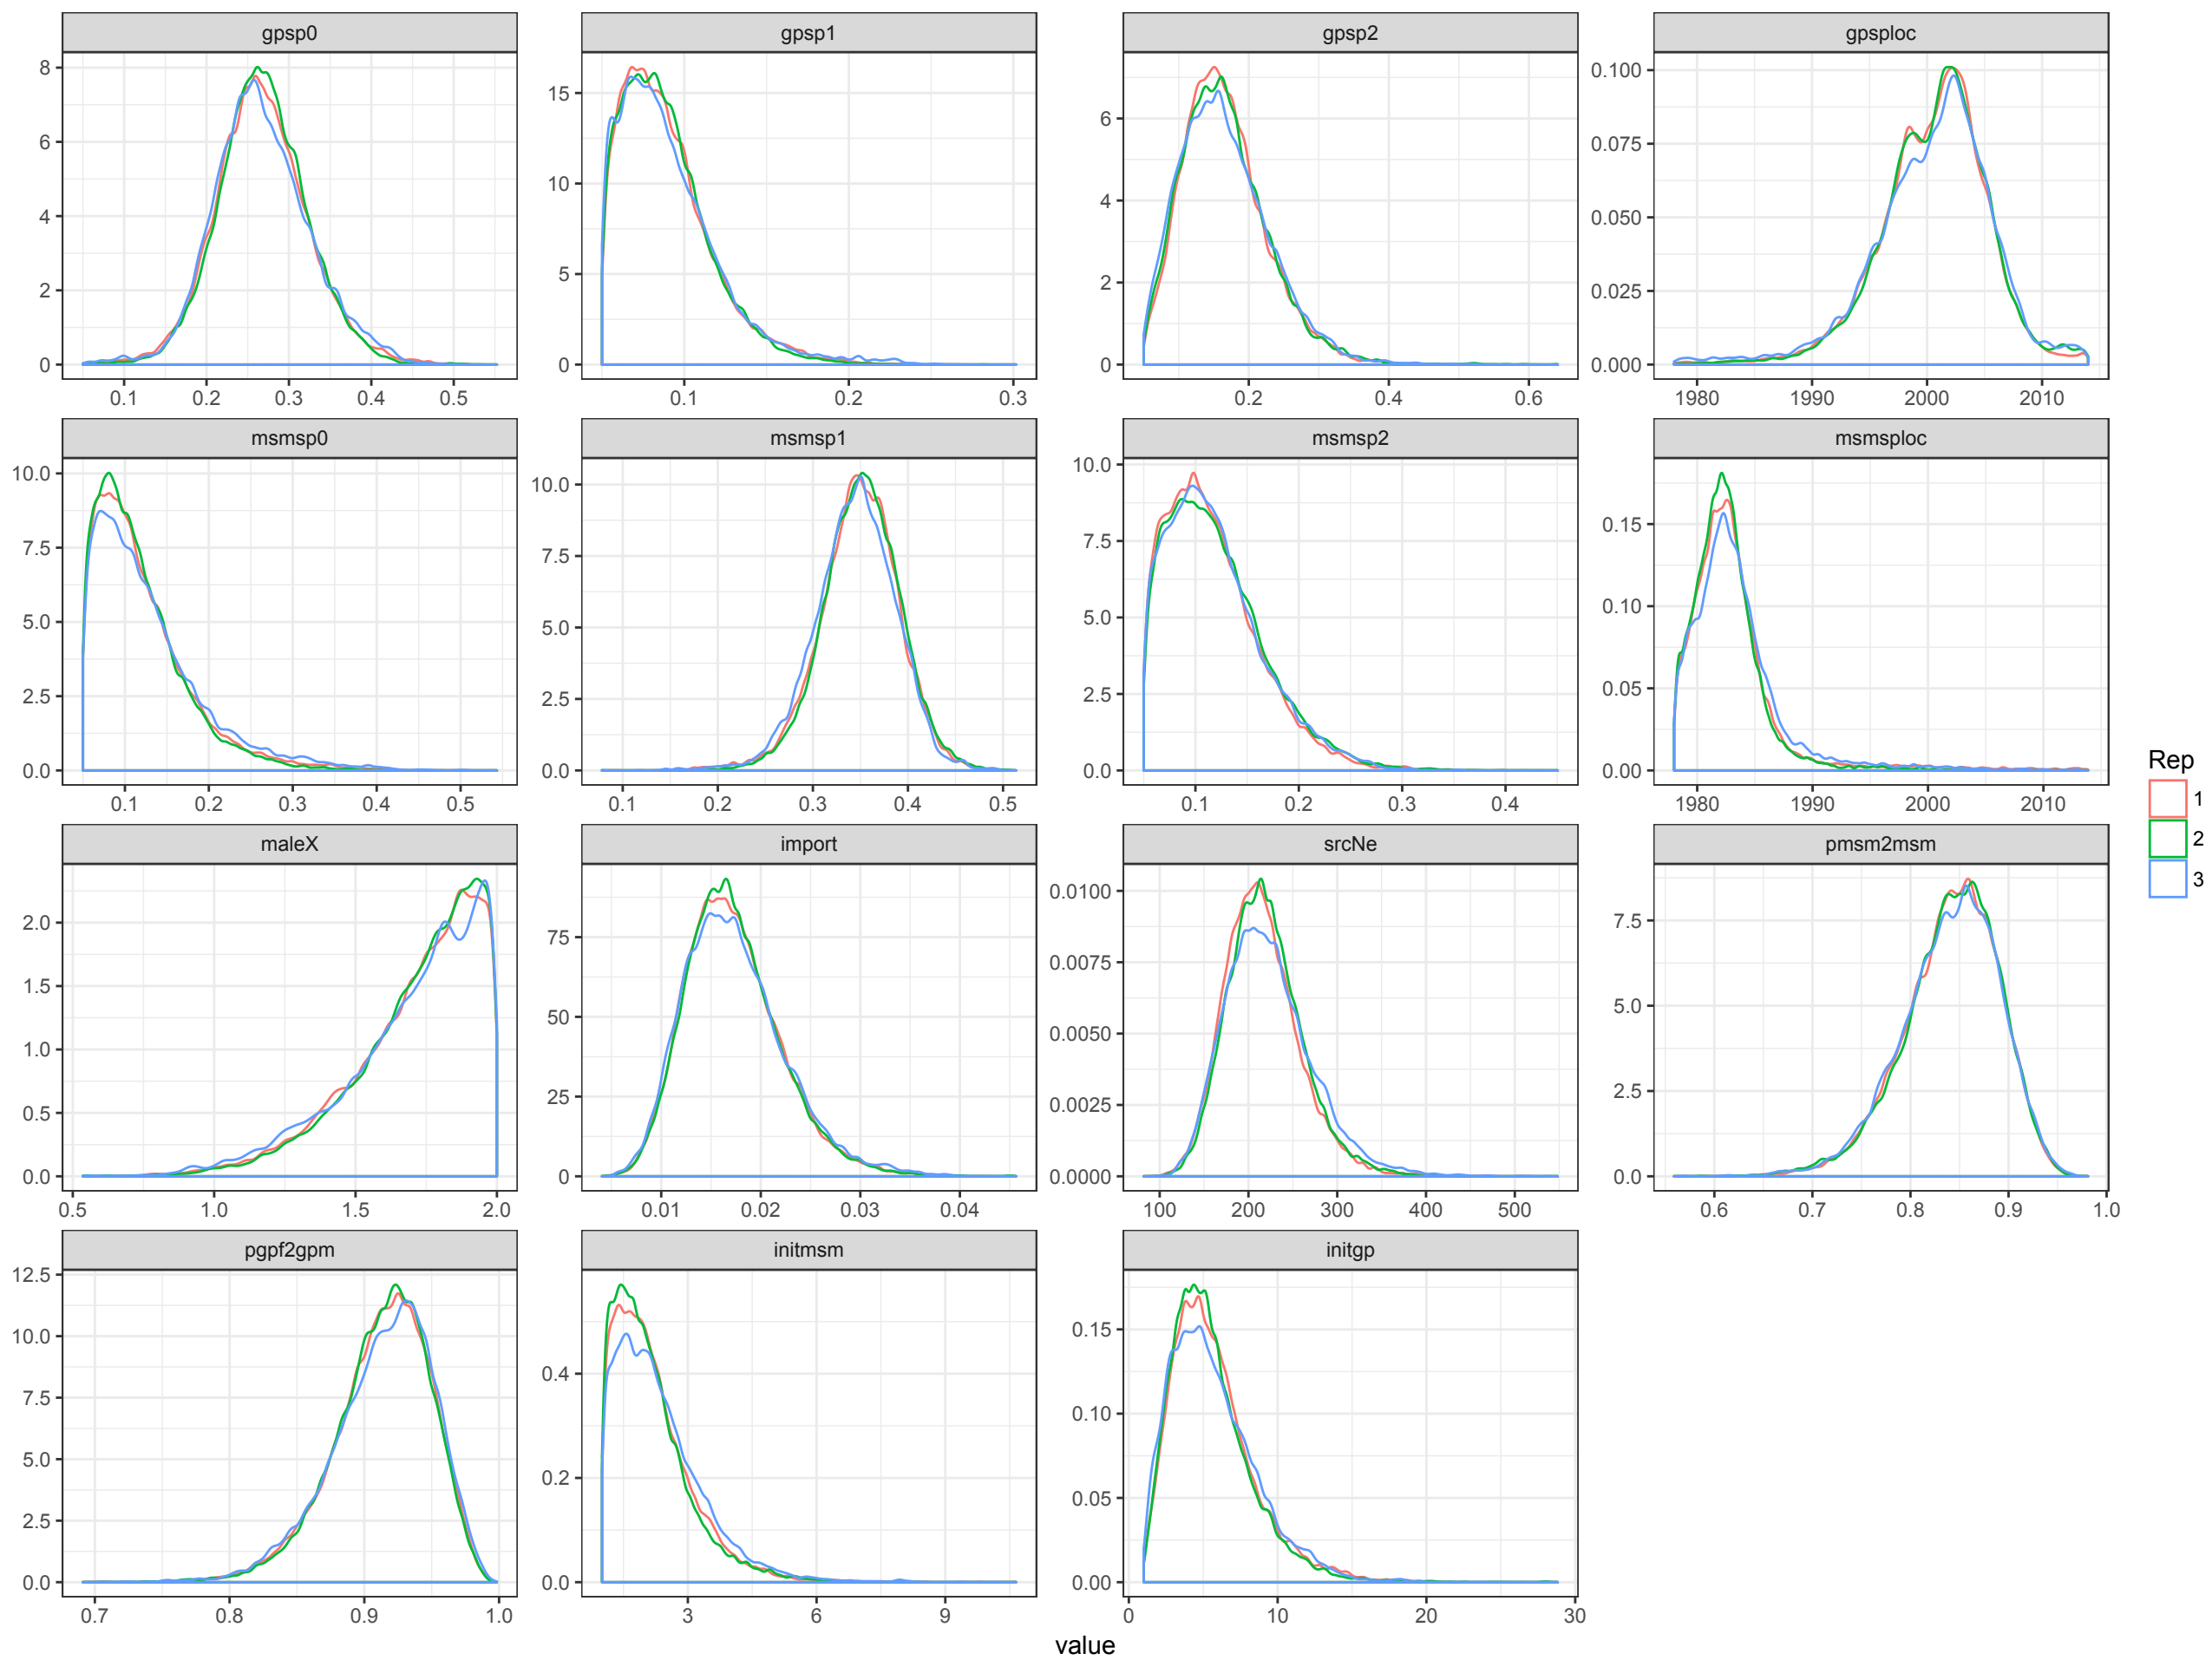 gpsp0 gpsp1 gpsp2 gpsploc
8 15 6 0.100
6 10 4 0.075
4 5 2 0.050
2 0 0 0.025
0 0.000
0.1 0.2 0.3 0.4 0.5 0.1 0.2 0.3 0.2 0.4 0.6 1980 1990 2000 2010
msmsp0 msmsp1 msmsp2 msmsploc
10.0 10.0 10.0 0.15
7.5 7.5 7.5 0.10
5.0 5.0 5.0 0.05
2.5 2.5 2.5 0.00
0.0 0.0 0.0
0.1 0.2 0.3 0.4 0.5 0.1 0.2 0.3 0.4 0.5 0.1 0.2 0.3 0.4 1980 1990 2000 2010
Rep
1
2
3
maleX import srcNe pmsm2msm
2.0 75 0.0100 7.5
1.5 50 0.0075 5.0
1.0 25 0.0050 2.5
0.5 0 0.0025 0.0
0.0 0.0000
0.5 1.0 1.5 2.0 0.01 0.02 0.03 0.04 100 200 300 400 500 0.6 0.7 0.8 0.9 1.0
pgpf2gpm initmsm initgp
12.5 0.4 0.15
10.0 0.2 0.10
7.5 0.0 0.05
5.0 0.00
2.5
0.0
0.7 0.8 0.9 1.0 3 6 9 0 10 20 30
value